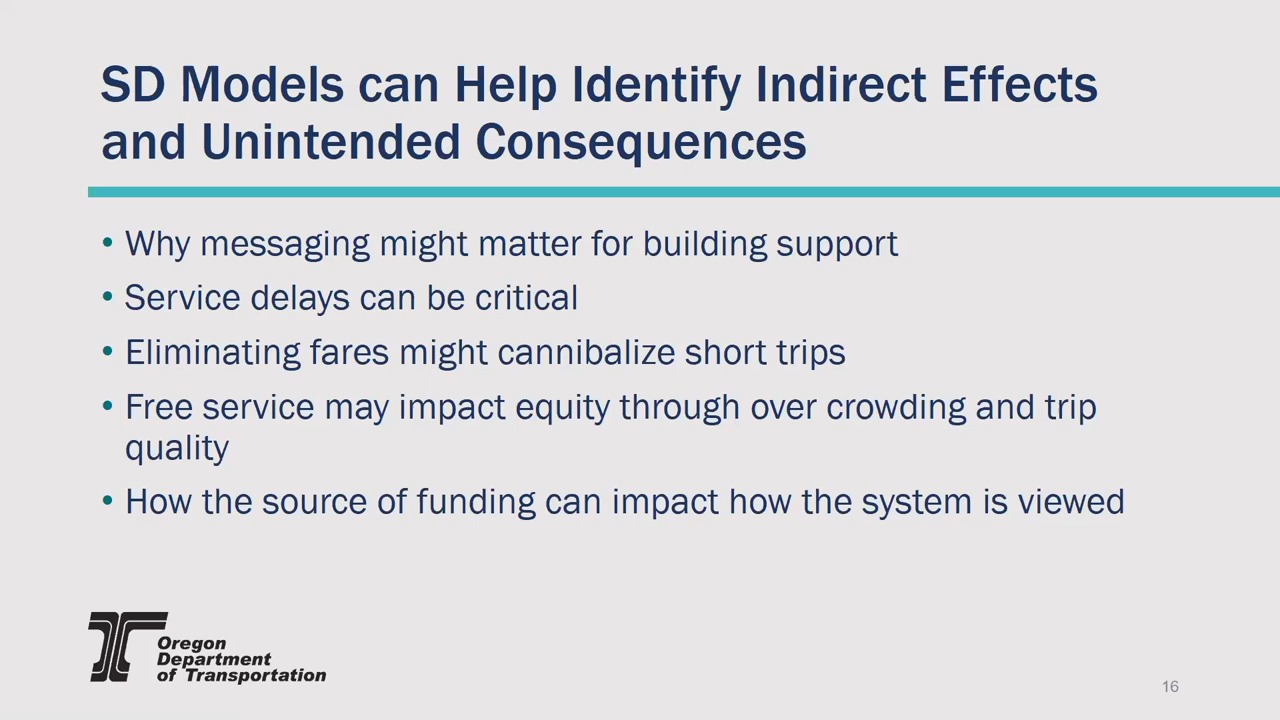 SD Models can Help Identify Indirect Effects
and Unintended Consequences
• Why messaging might matter for building support
• Service delays can be critical
• Eliminating fares might cannibalize short trips
• Free service may impact equity through over crowding and trip
quality
• How the source of funding can impact how the system is viewed
Oregon
Department
of Transportation
16